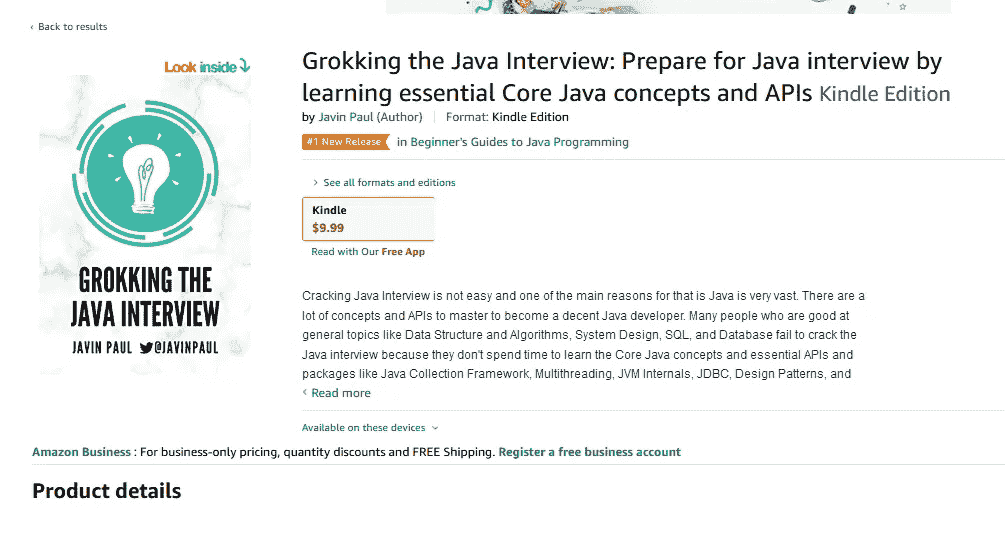 ‹ Back to results
Look inside
GROKKING THE
JAVA INTERVIEW
JAVIN PAUL @JAVINPAUL
Grokking the Java Interview: Prepare for Java interview by
learning essential Core Java concepts and APIs Kindle Edition
by Javin Paul (Author) | Format: Kindle Edition
#1 New Release in Beginner's Guides to Java Programming
› See all formats and editions
Kindle
$9.99
Read with Our Free App
Cracking Java Interview is not easy and one of the main reasons for that is Java is very vast. There are a
lot of concepts and APIs to master to become a decent Java developer. Many people who are good at
general topics like Data Structure and Algorithms, System Design, SQL, and Database fail to crack the
Java interview because they don't spend time to learn the Core Java concepts and essential APIs and
packages like Java Collection Framework, Multithreading, JVM Internals, JDBC, Design Patterns, and
‹ Read more
Available on these devices
Amazon Business : For business-only pricing, quantity discounts and FREE Shipping. Register a free business account
Product details